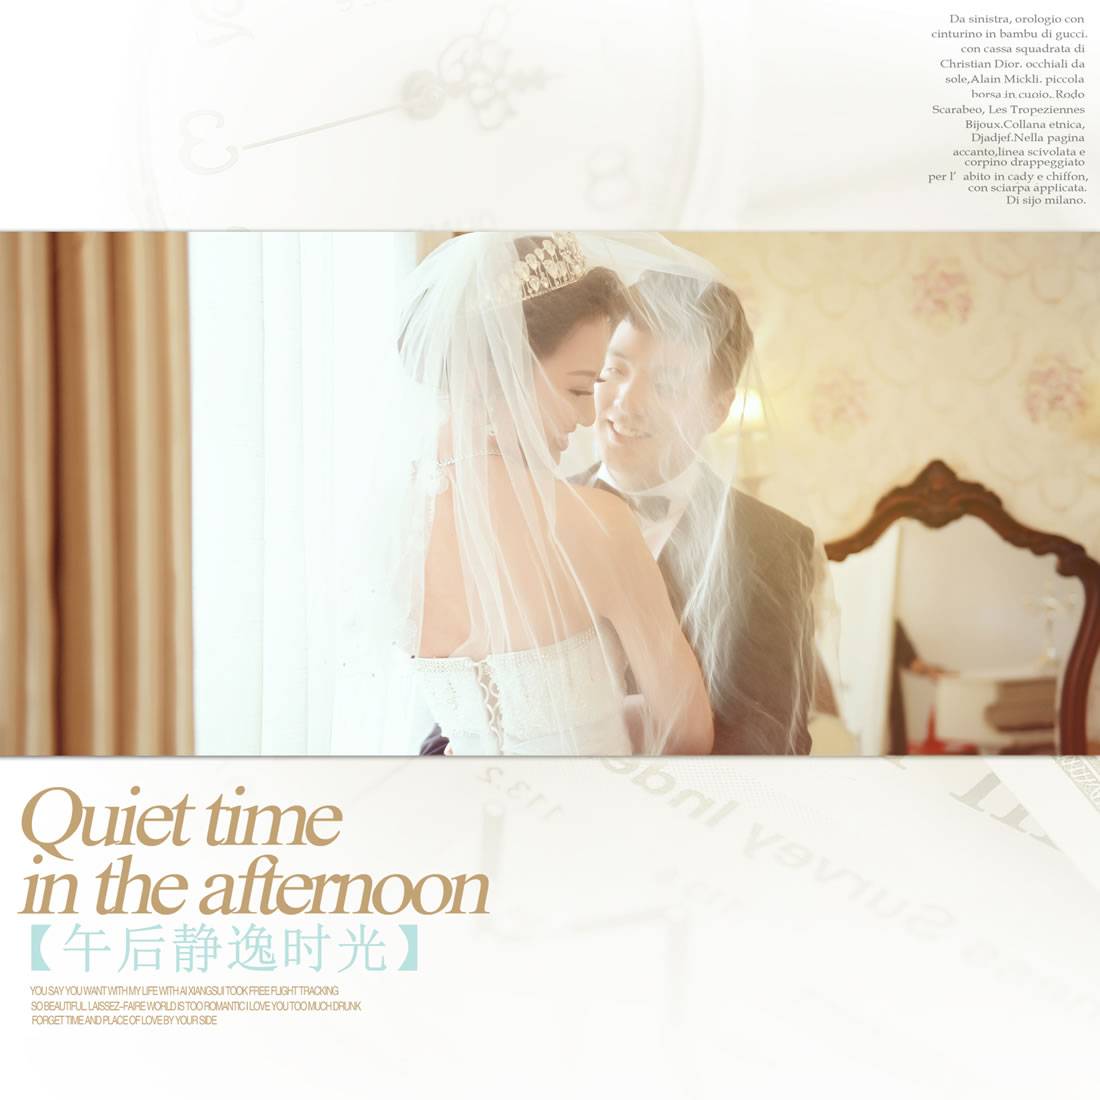 Da sinistra, orologio con
cinturino in bambu di gucci.
con cassa squadrata di
Christian Dior. occhiali da
sole,Alain Mickli. piccola
borsa in cuoio. Rodo
Scarabeo, Les Tropeziennes
Bijoux.Collana etnica,
Djadjef.Nella pagina
accanto,linea scivolata e
corpino drappeggiato
per l' abito in cady e chiffon,
con sciarpa applicata.
Di sijo milano.
3
113.2
Survey Inde
Quiet time
in the afternoon
【午后静逸时光】
YOU SAY YOU WANT WITH MY LIFE WITH AI XIANGSUI TOOK FREE FLIGHT TRACKING
SO BEAUTIFUL. LAISSEZ-FAIRE WORLD IS TOO ROMANTIC I LOVE YOU TOO MUCH DRUNK
FORGET TIME AND PLACE OF LOVE BY YOUR SIDE